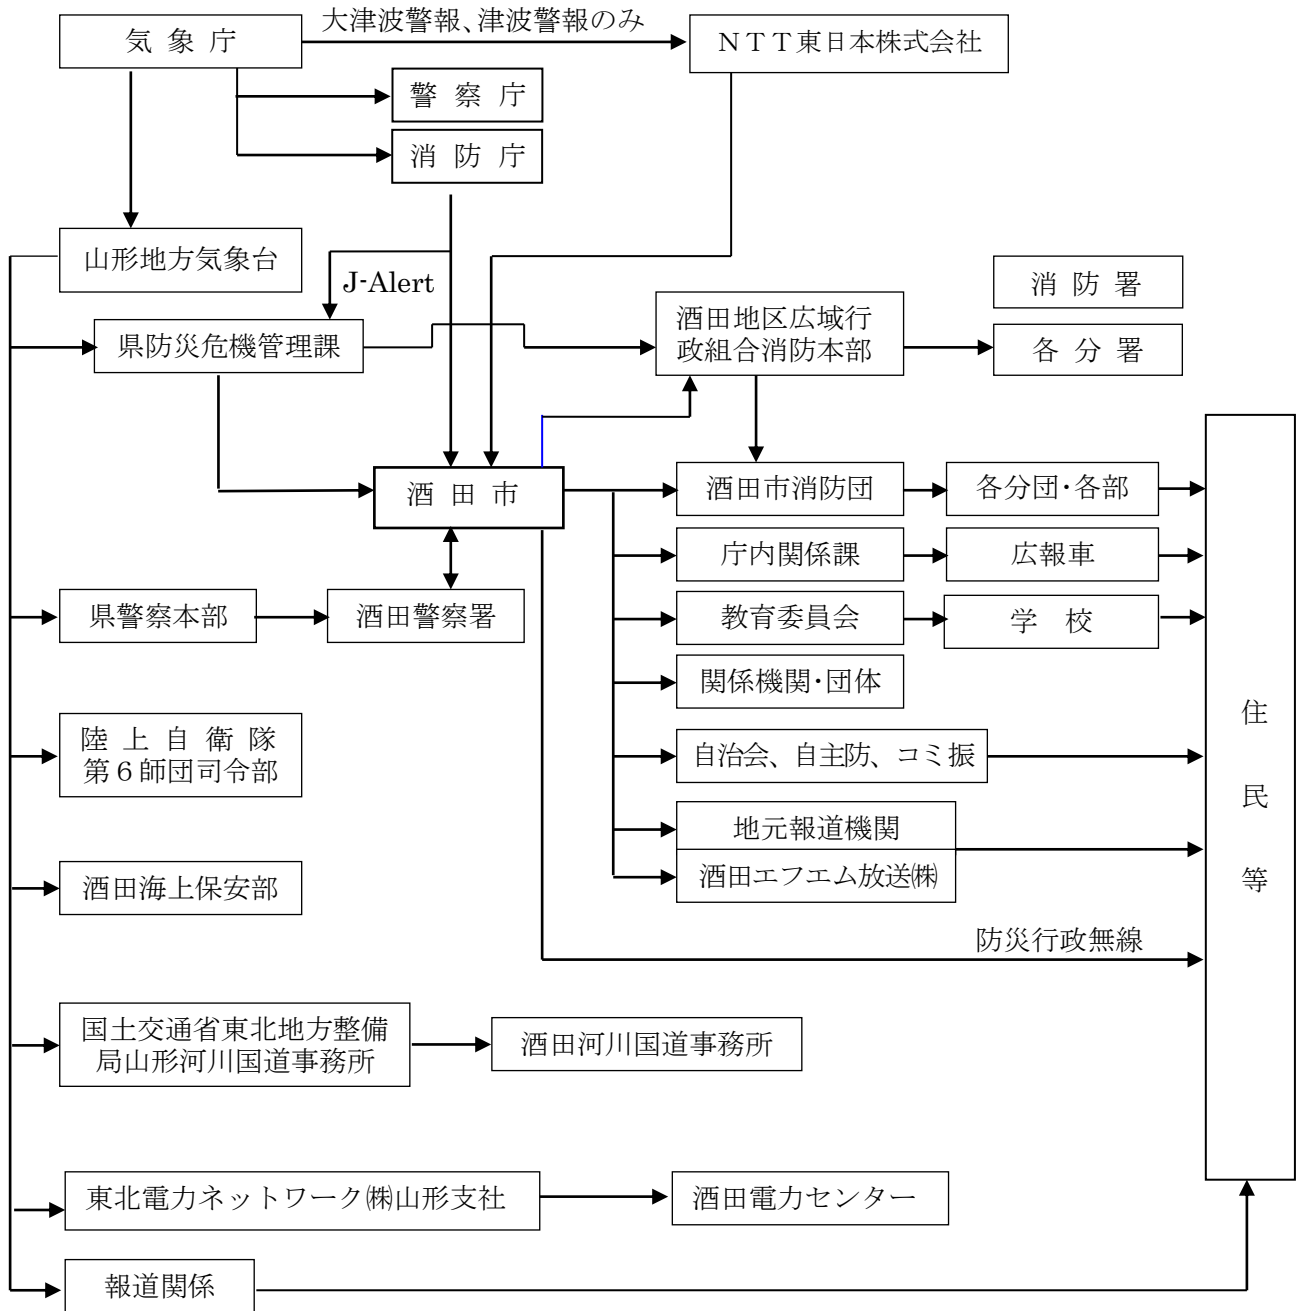 大津波警報、津波警報のみ
気象庁
ＮＴＴ東日本株式会社
警察庁
消防庁
山形地方気象台
J-Alert
消防署
酒田地区広域行
政組合消防本部
県防災危機管理課
各分署
酒田市
酒田市消防団
各分団・各部
庁内関係課
広報車
県警察本部
酒田警察署
教育委員会
学校
関係機関・団体
住民等
陸上自衛隊
第６師団司令部
自治会、自主防、コミ振
地元報道機関
酒田エフエム放送㈱
酒田海上保安部
防災行政無線
国土交通省東北地方整備
局山形河川国道事務所
酒田河川国道事務所
東北電力ネットワーク㈱山形支社
酒田電力センター
報道関係